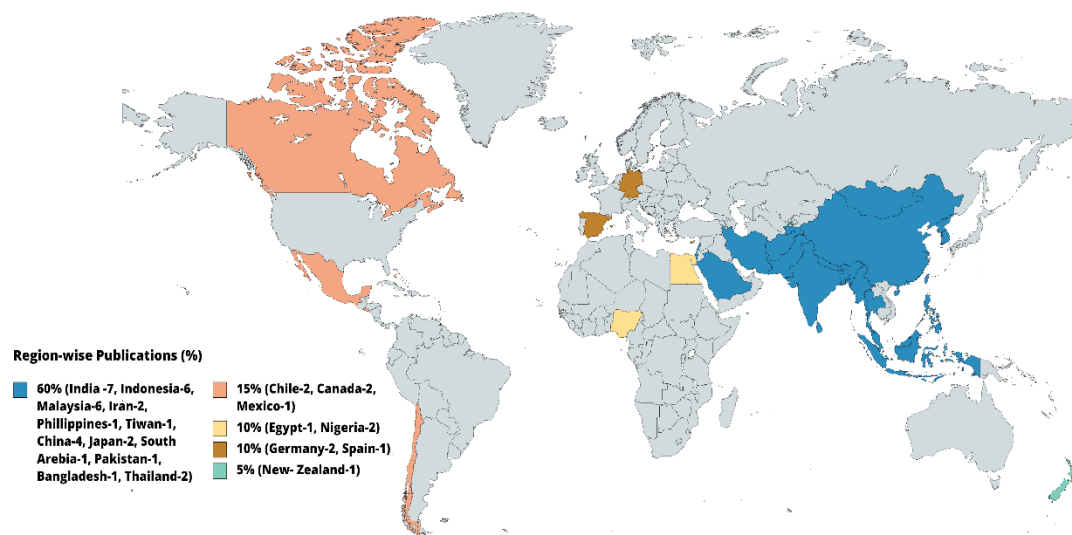 Region-wise Publications (%)
60% (India -7, Indonesia-6,
Malaysia-6, Iran-2,
Phillippines-1, Tiwan-1,
China-4, Japan-2, South
Arebia-1, Pakistan-1,
Bangladesh-1, Thailand-2)
15% (Chile-2, Canada-2,
Mexico-1)
10% (Egypt-1, Nigeria-2)
10% (Germany-2, Spain-1)
5% (New- Zealand-1)